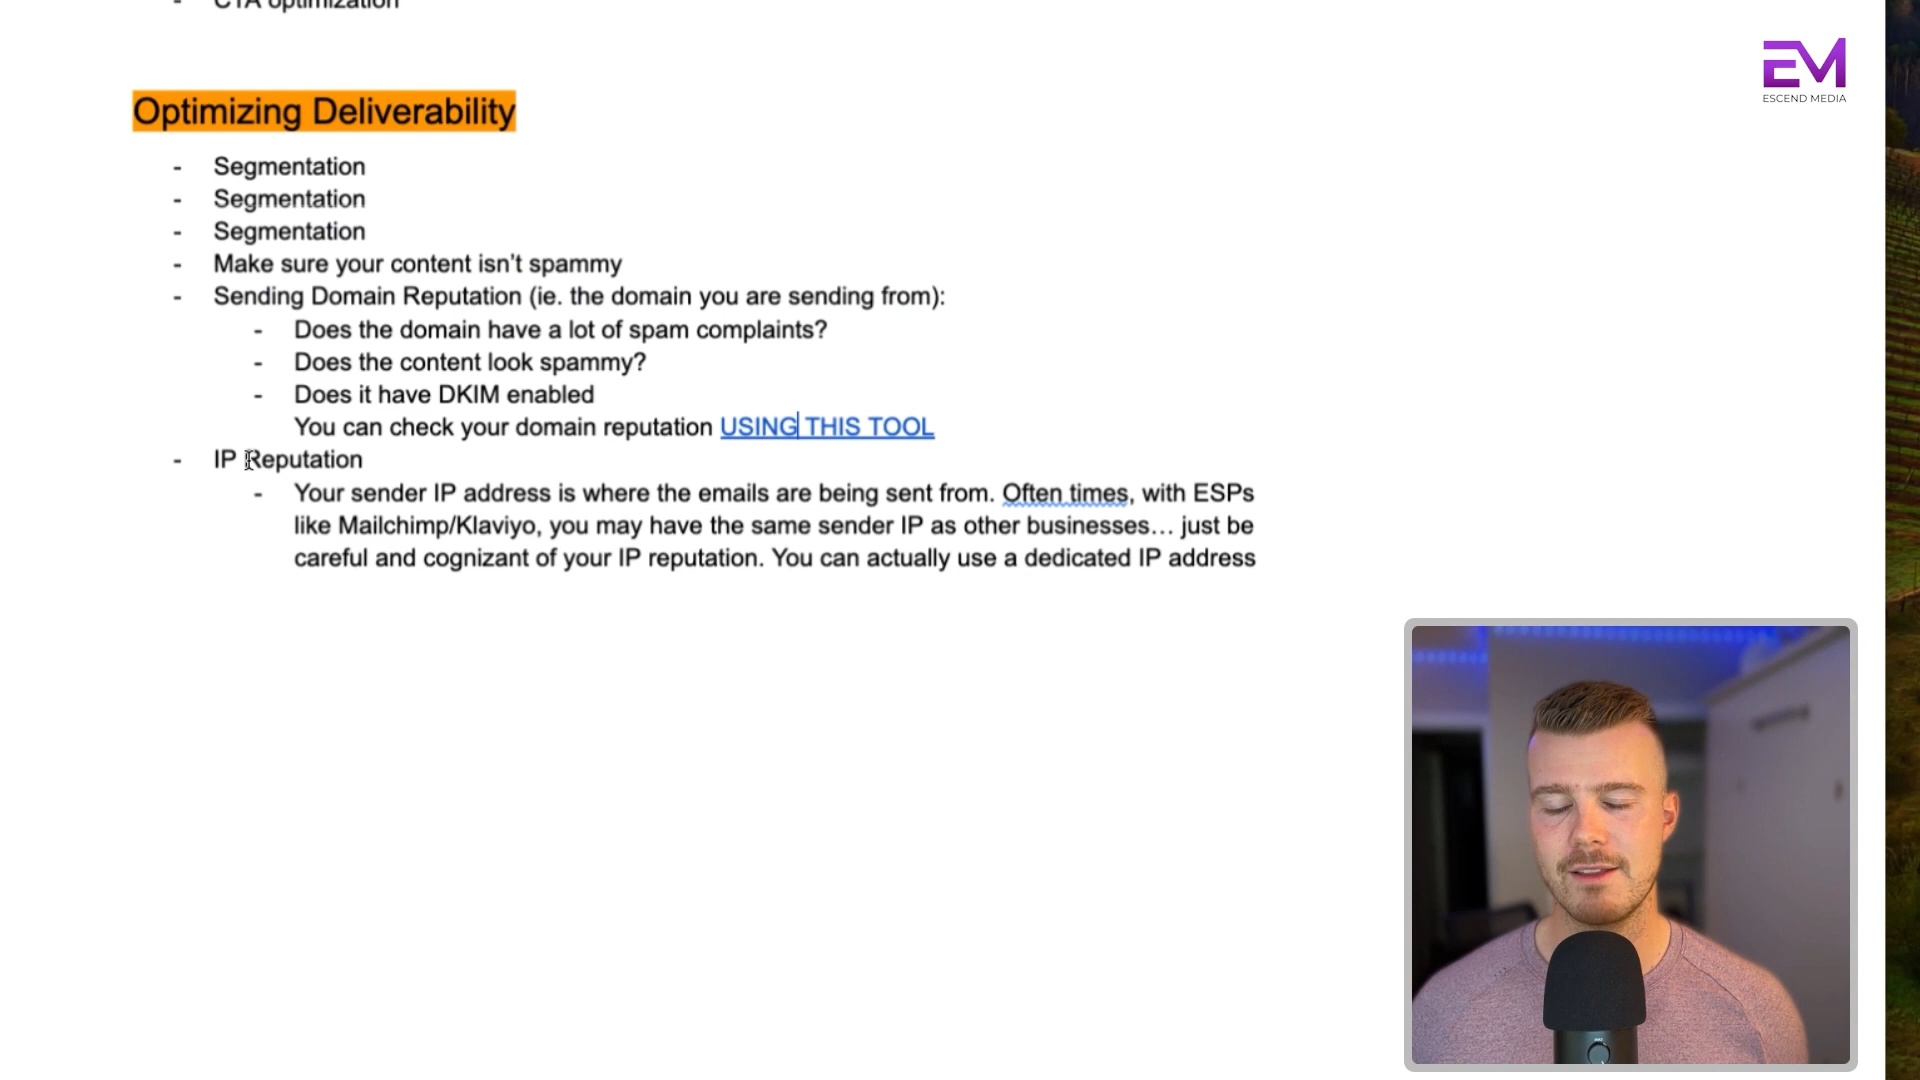 - CTA optimization
EM
ESCEND MEDIA
Optimizing Deliverability
- Segmentation
- Segmentation
- Segmentation
- Make sure your content isn’t spammy
- Sending Domain Reputation (ie. the domain you are sending from):
- Does the domain have a lot of spam complaints?
- Does the content look spammy?
- Does it have DKIM enabled
You can check your domain reputation USING THIS TOOL
- IP Reputation
- Your sender IP address is where the emails are being sent from. Often times, with ESPs
like Mailchimp/Klaviyo, you may have the same sender IP as other businesses… just be
careful and cognizant of your IP reputation. You can actually use a dedicated IP address